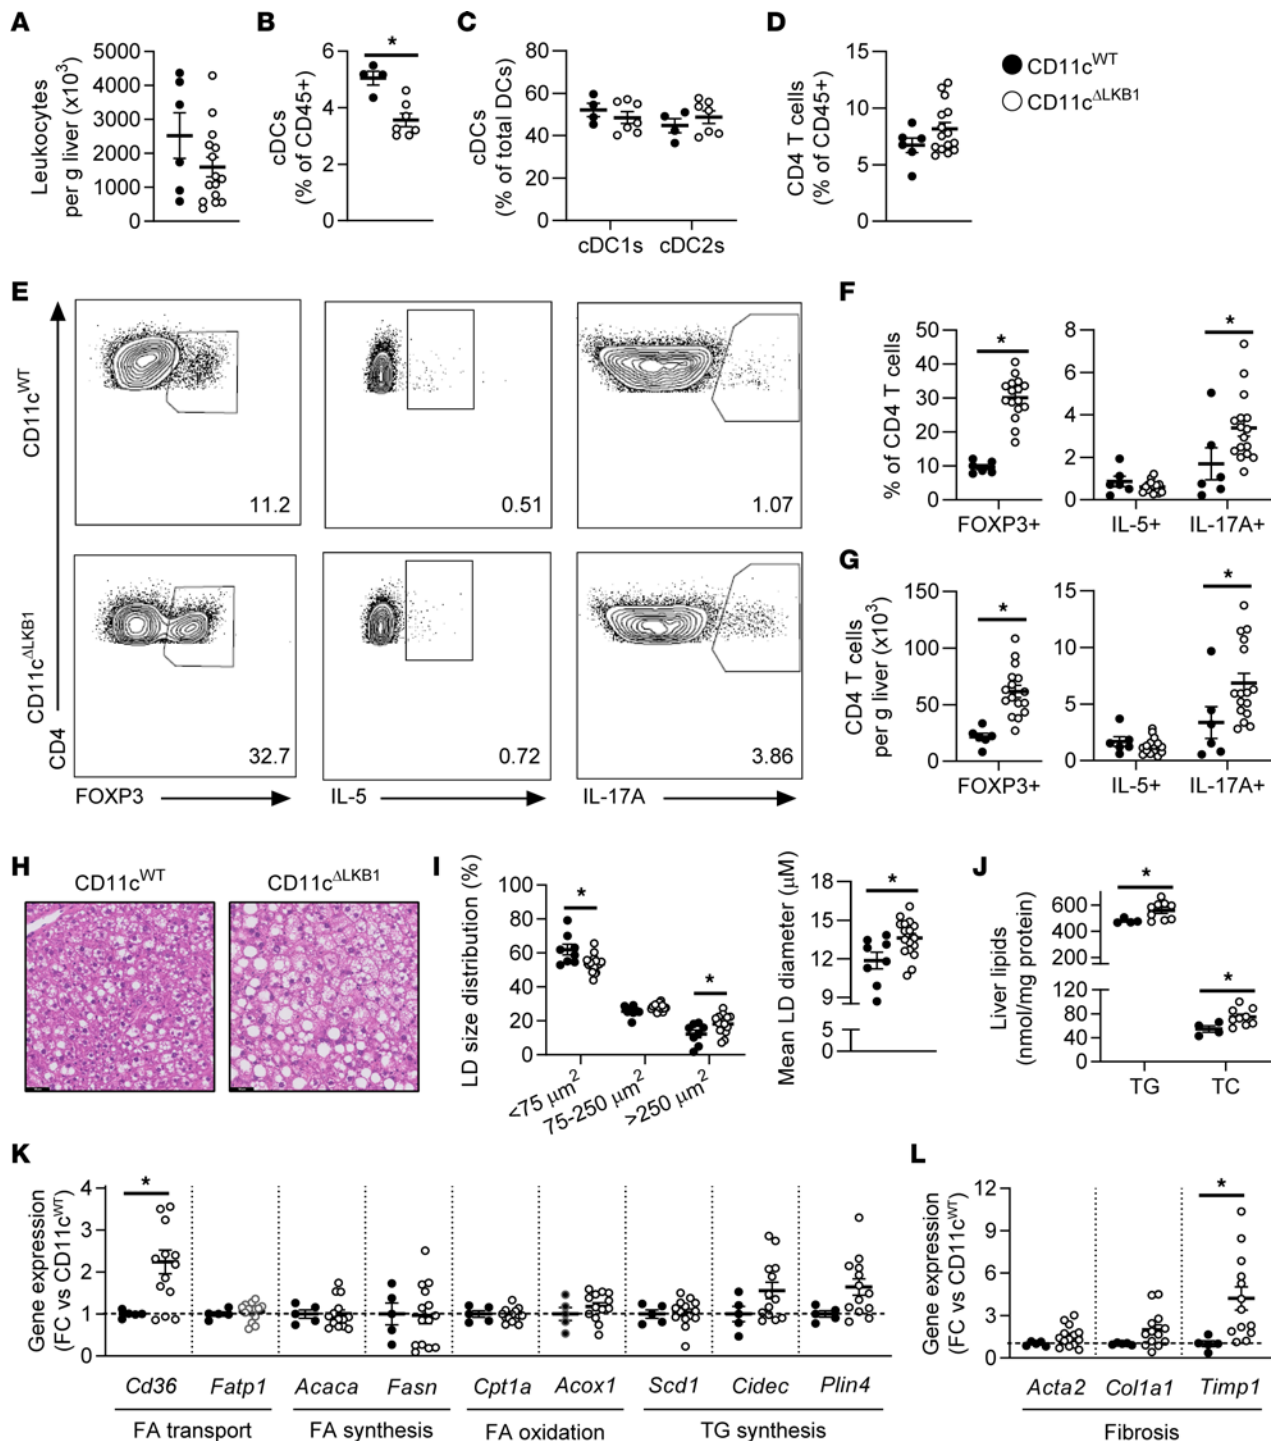 A
Leukocytes
per g liver (x10³)
5000
4000
3000
2000
1000
0
B
cDCs
(% of CD45+)
6
4
2
0
*
C
cDCs
(% of total DCs)
80
60
40
20
0
cDC1s cDC2s
D
CD4 T cells
(% of CD45+)
15
10
5
0
CD11c^WT
CD11c^ΔLKB1
E
CD11c^WT
11.2
0.51
1.07
CD11c^ΔLKB1
CD4
32.7
0.72
3.86
FOXP3
IL-5
IL-17A
F
% of CD4 T cells
50
40
30
20
10
0
*
FOXP3+
8
6
4
2
0
*
IL-5+ IL-17A+
G
CD4 T cells
per g liver (x10³)
150
100
50
0
*
FOXP3+
15
10
5
0
*
IL-5+ IL-17A+
H
CD11c^WT
CD11c^ΔLKB1
I
LD size distribution (%)
100
80
60
40
20
0
*
*
<75 μm²
75-250 μm²
>250 μm²
Mean LD diameter (μM)
18
15
12
9
5
0
*
J
Liver lipids
(nmol/mg protein)
600
400
200
120
80
40
0
*
*
TG TC
K
Gene expression
(FC vs CD11c^WT)
4
3
2
1
0
*
Cd36 Fatp1 Acaca Fasn Cpt1a Acox1 Scd1 Cidec Plin4
FA transport FA synthesis FA oxidation TG synthesis
L
Gene expression
(FC vs CD11c^WT)
12
9
6
3
0
*
Acta2 Col1a1 Timp1
Fibrosis